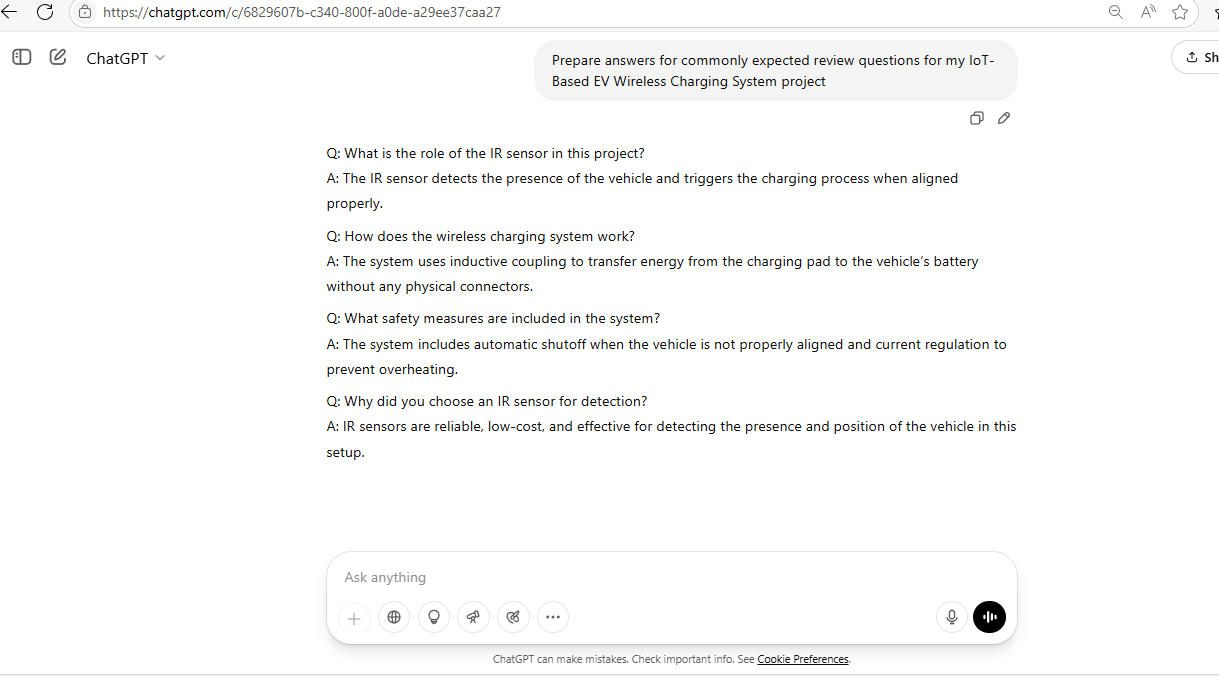 https://chatgpt.com/c/6829607b-c340-800f-a0de-a29ee37caa27
ChatGPT
Sh
Prepare answers for commonly expected review questions for my IoT-
Based EV Wireless Charging System project
Q: What is the role of the IR sensor in this project?
A: The IR sensor detects the presence of the vehicle and triggers the charging process when aligned
properly.
Q: How does the wireless charging system work?
A: The system uses inductive coupling to transfer energy from the charging pad to the vehicle's battery
without any physical connectors.
Q: What safety measures are included in the system?
A: The system includes automatic shutoff when the vehicle is not properly aligned and current regulation to
prevent overheating.
Q: Why did you choose an IR sensor for detection?
A: IR sensors are reliable, low-cost, and effective for detecting the presence and position of the vehicle in this
setup.
Ask anything
ChatGPT can make mistakes. Check important info. See Cookie Preferences.